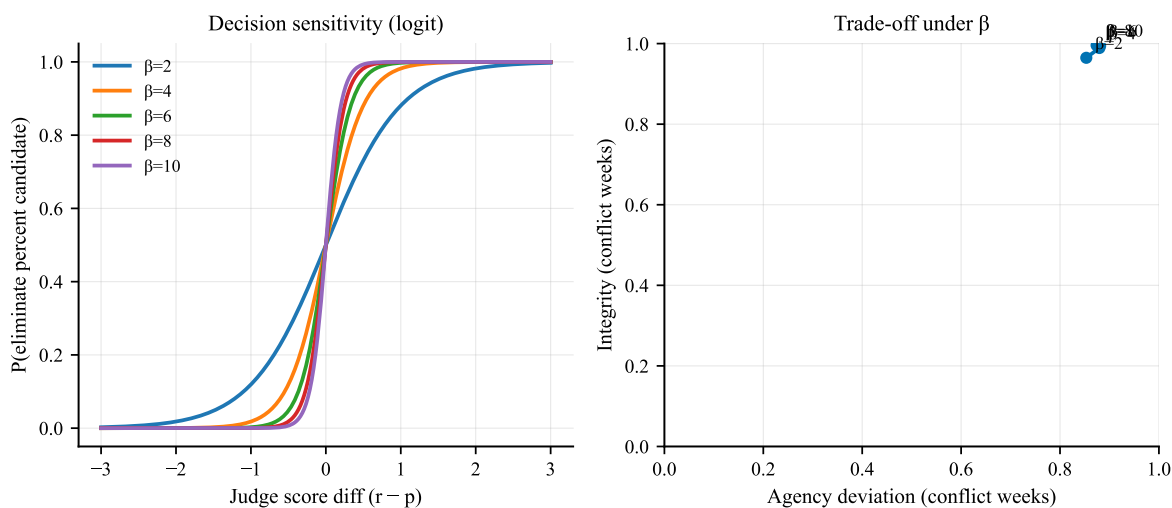 Decision sensitivity (logit)
P(eliminate percent candidate)
1.0
0.8
0.6
0.4
0.2
0.0
β=2
β=4
β=6
β=8
β=10
−3
−2
−1
0
1
2
3
Judge score diff (r − p)
Trade-off under β
Integrity (conflict weeks)
1.0
0.8
0.6
0.4
0.2
0.0
β=2
0.0
0.2
0.4
0.6
0.8
1.0
Agency deviation (conflict weeks)